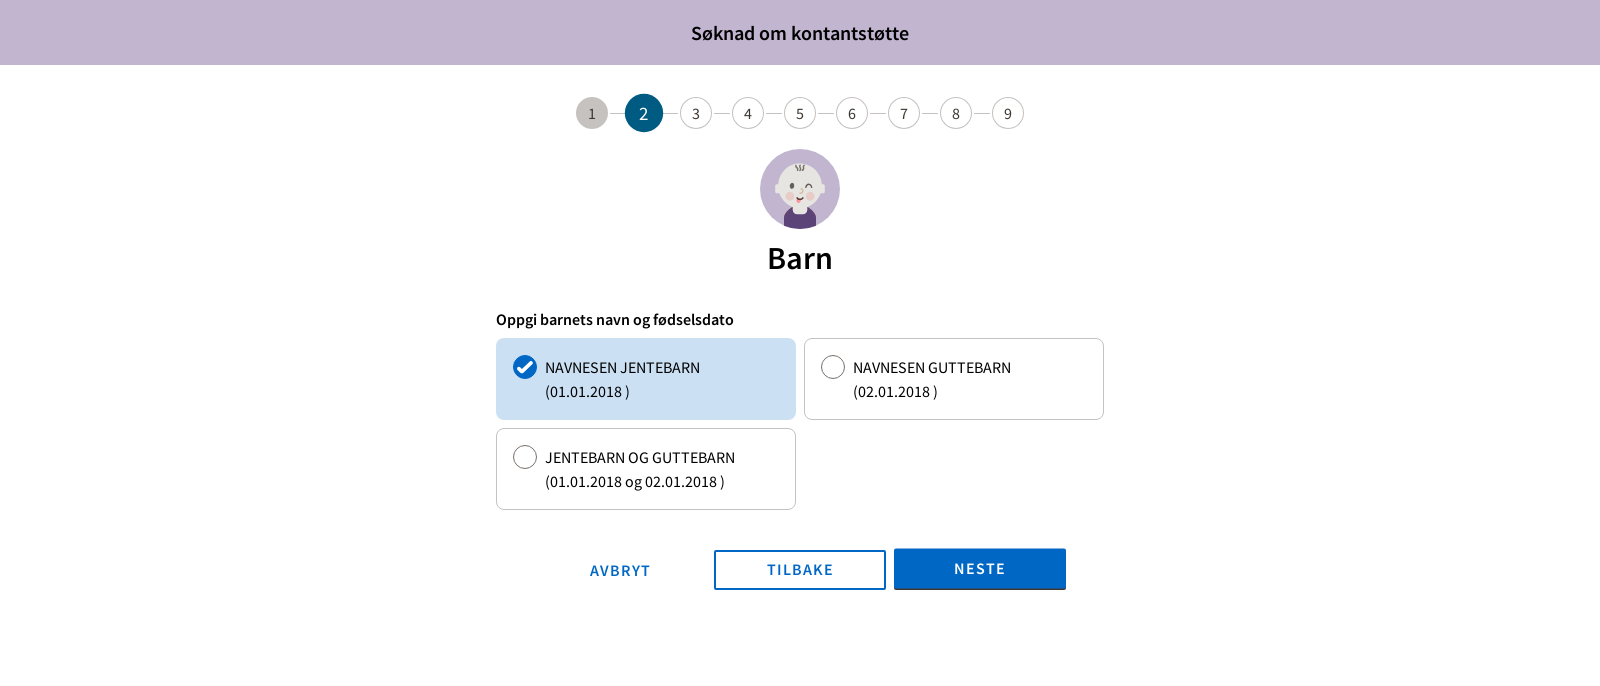 Søknad om kontantstøtte
1 2 3 4 5 6 7 8 9
Barn
Oppgi barnets navn og fødselsdato
NAVNESEN JENTEBARN
(01.01.2018 )
NAVNESEN GUTTEBARN
(02.01.2018 )
JENTEBARN OG GUTTEBARN
(01.01.2018 og 02.01.2018 )
AVBRYT TILBAKE NESTE